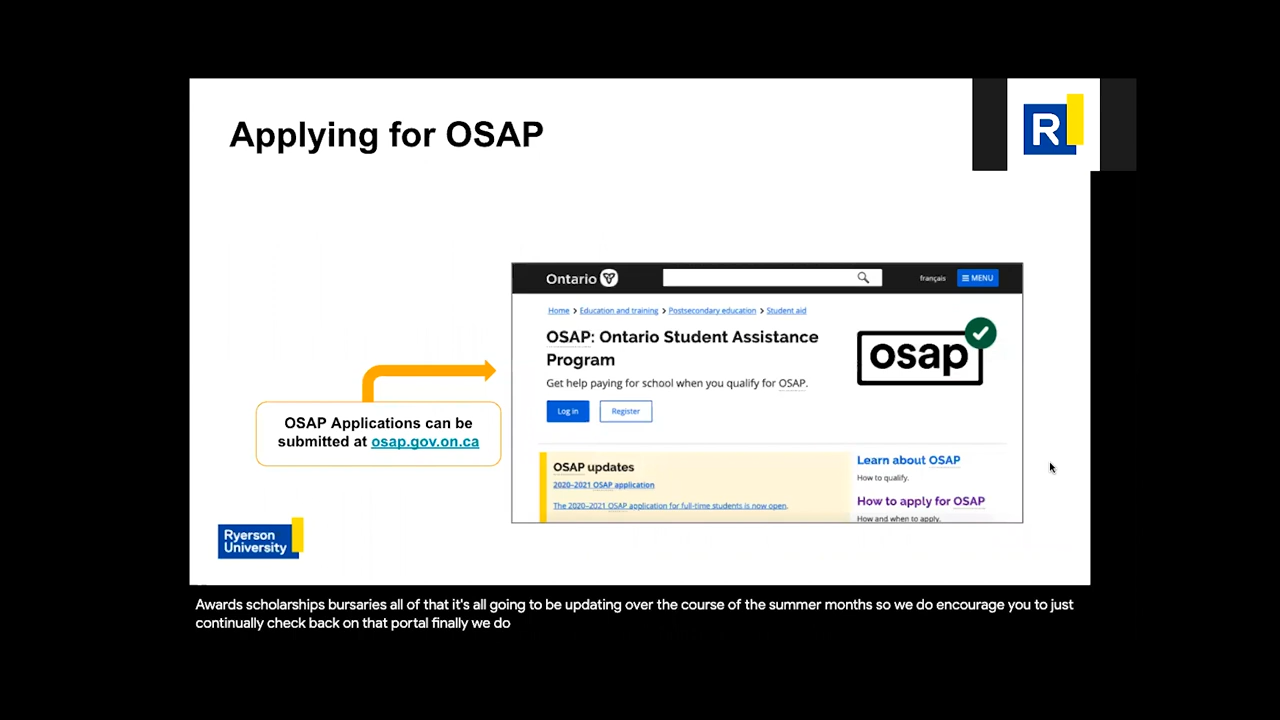 Applying for OSAP
R
Ontario
français
MENU
Home > Education and training > Postsecondary education > Student aid
OSAP: Ontario Student Assistance
Program
osap
Get help paying for school when you qualify for OSAP.
Log in
Register
OSAP Applications can be
submitted at osap.gov.on.ca
OSAP updates
2020–2021 OSAP application
The 2020–2021 OSAP application for full-time students is now open.
Learn about OSAP
How to qualify.
How to apply for OSAP
How and when to apply.
Ryerson
University
Awards scholarships bursaries all of that it's all going to be updating over the course of the summer months so we do encourage you to just
continually check back on that portal finally we do